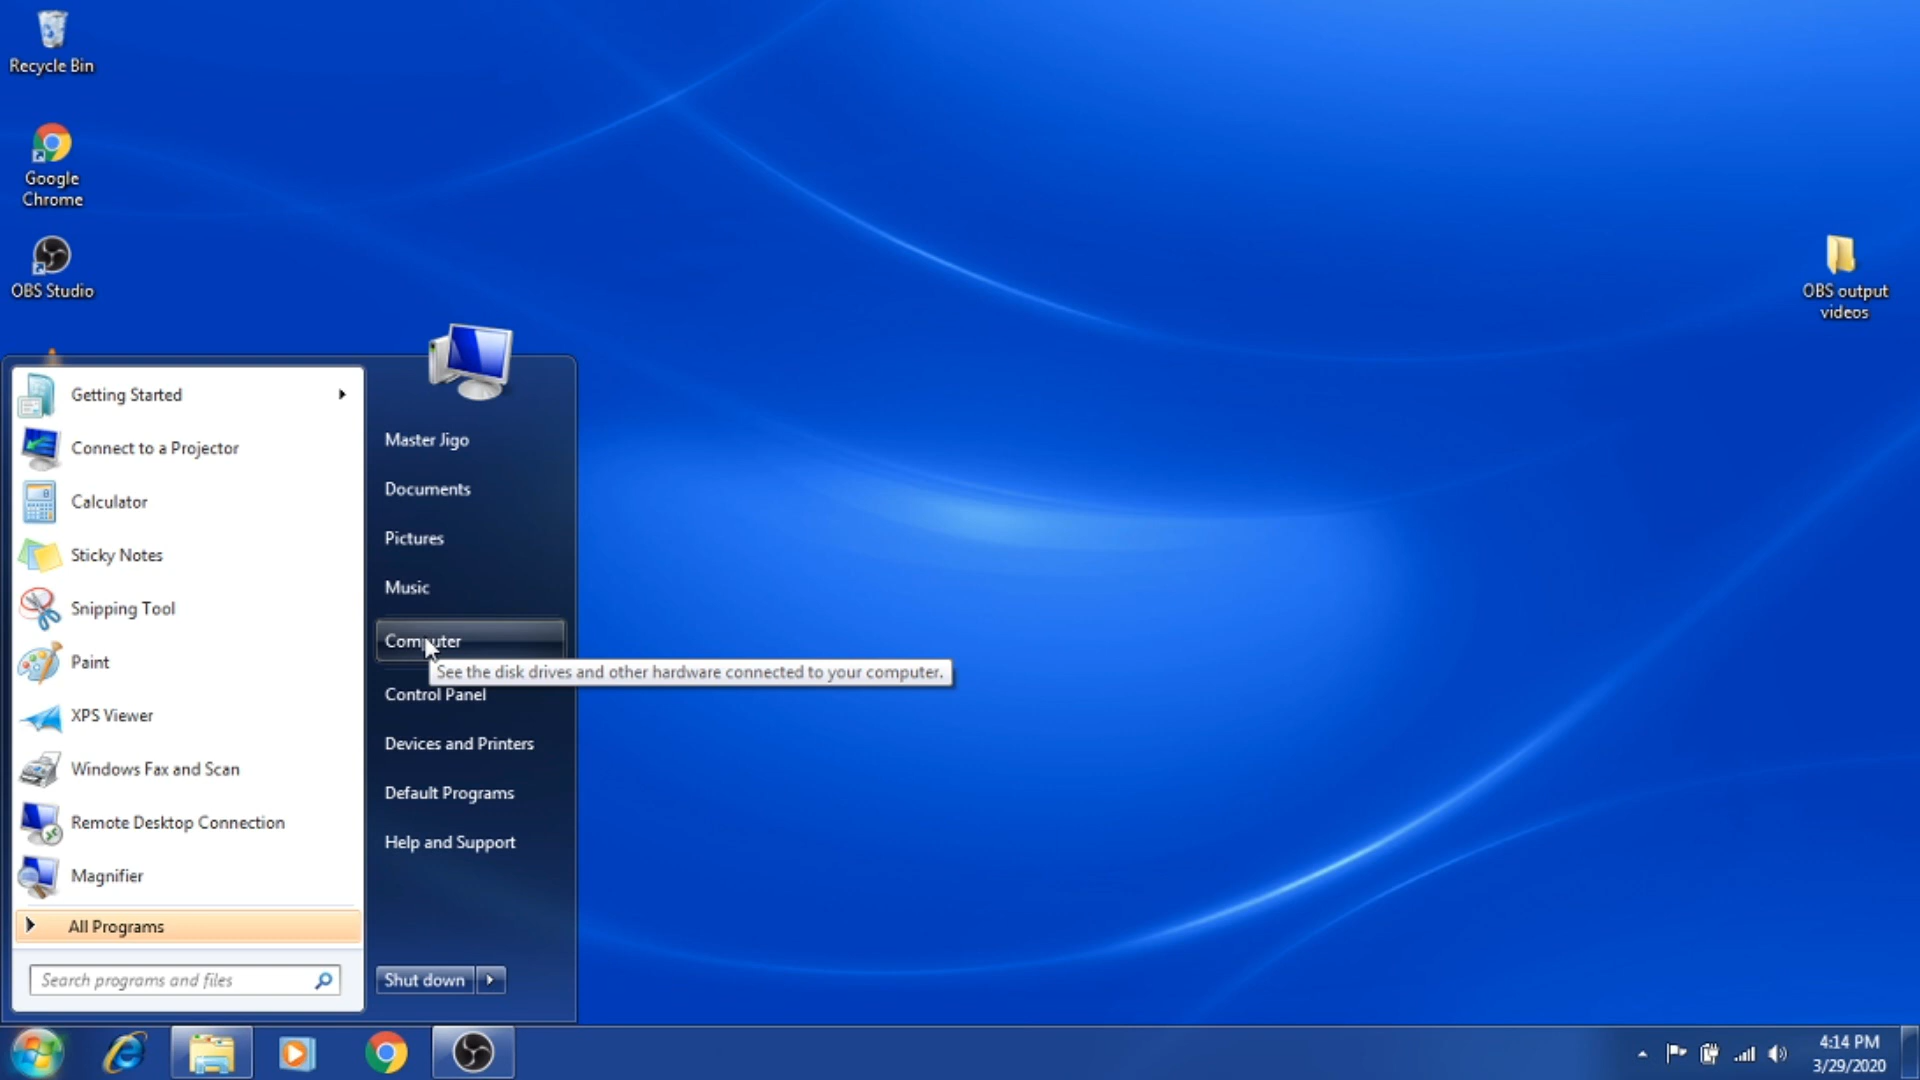 Recycle Bin
Google
Chrome
OBS Studio
OBS output
videos
Getting Started
Connect to a Projector
Calculator
Sticky Notes
Snipping Tool
Paint
XPS Viewer
Windows Fax and Scan
Remote Desktop Connection
Magnifier
All Programs
Search programs and files
Master Jigo
Documents
Pictures
Music
Computer
See the disk drives and other hardware connected to your computer.
Control Panel
Devices and Printers
Default Programs
Help and Support
Shut down
4:14 PM
3/29/2020